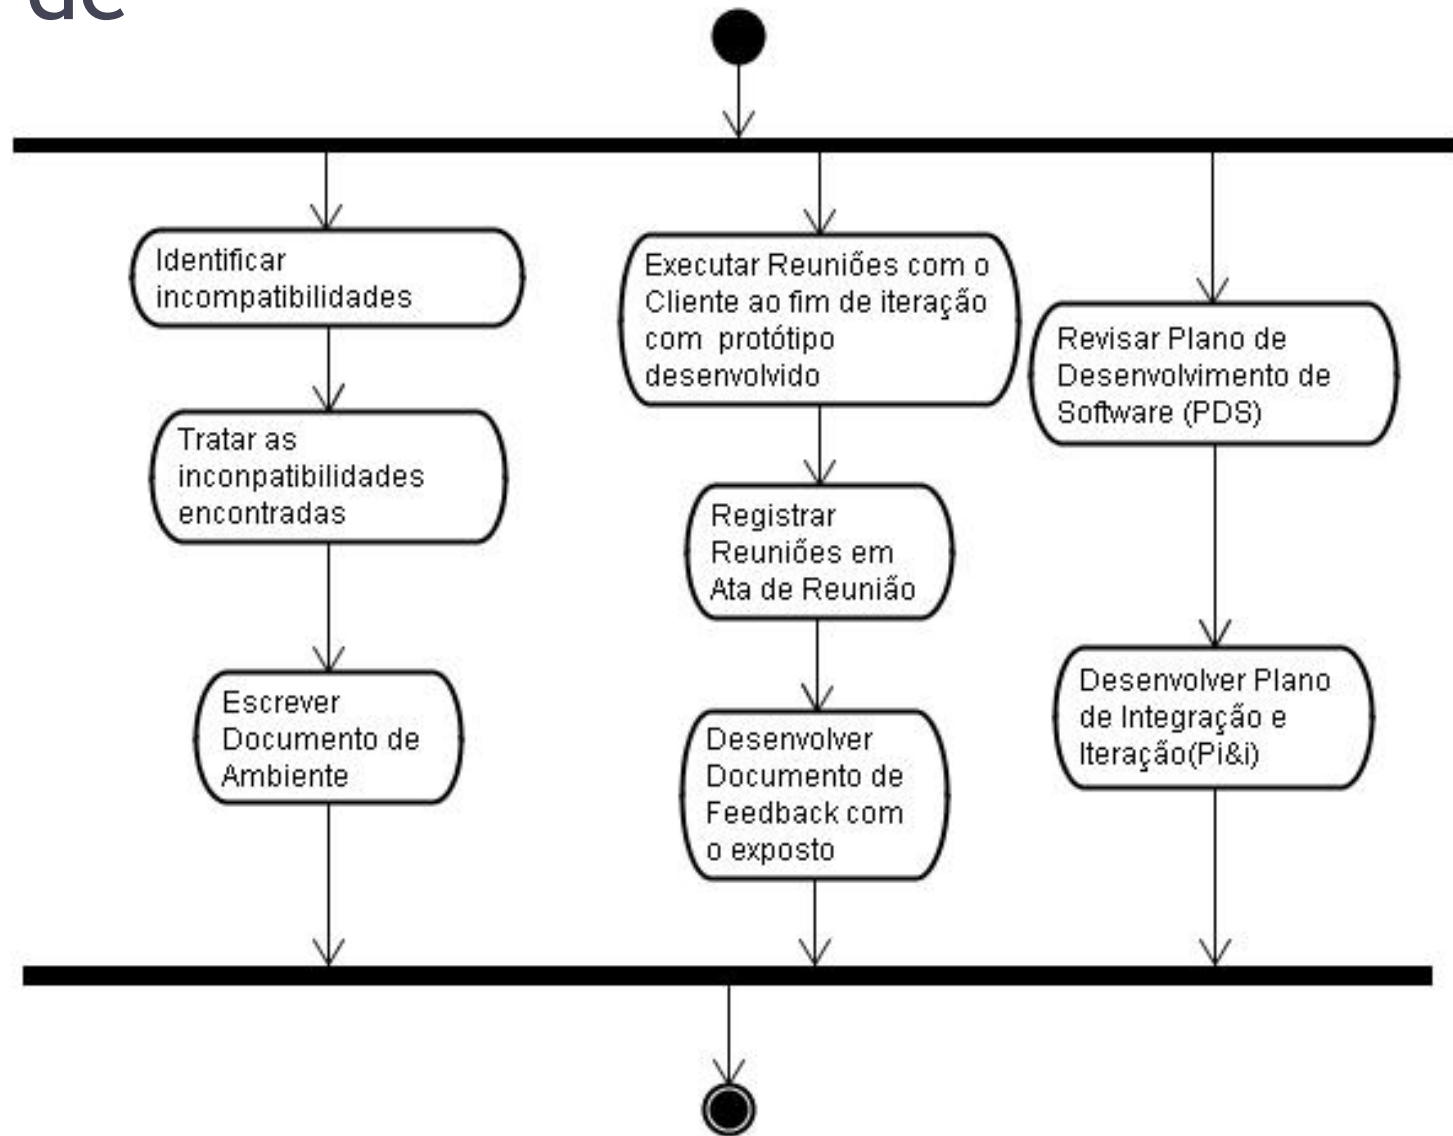 de
Identificar
incompatibilidades
Tratar as
inconpatibilidades
encontradas
Escrever
Documento de
Ambiente
Executar Reuniões com o
Cliente ao fim de iteração
com protótipo
desenvolvido
Registrar
Reuniões em
Ata de Reunião
Desenvolver
Documento de
Feedback com
o exposto
Revisar Plano de
Desenvolvimento de
Software (PDS)
Desenvolver Plano
de Integração e
Iteração(Pi&i)